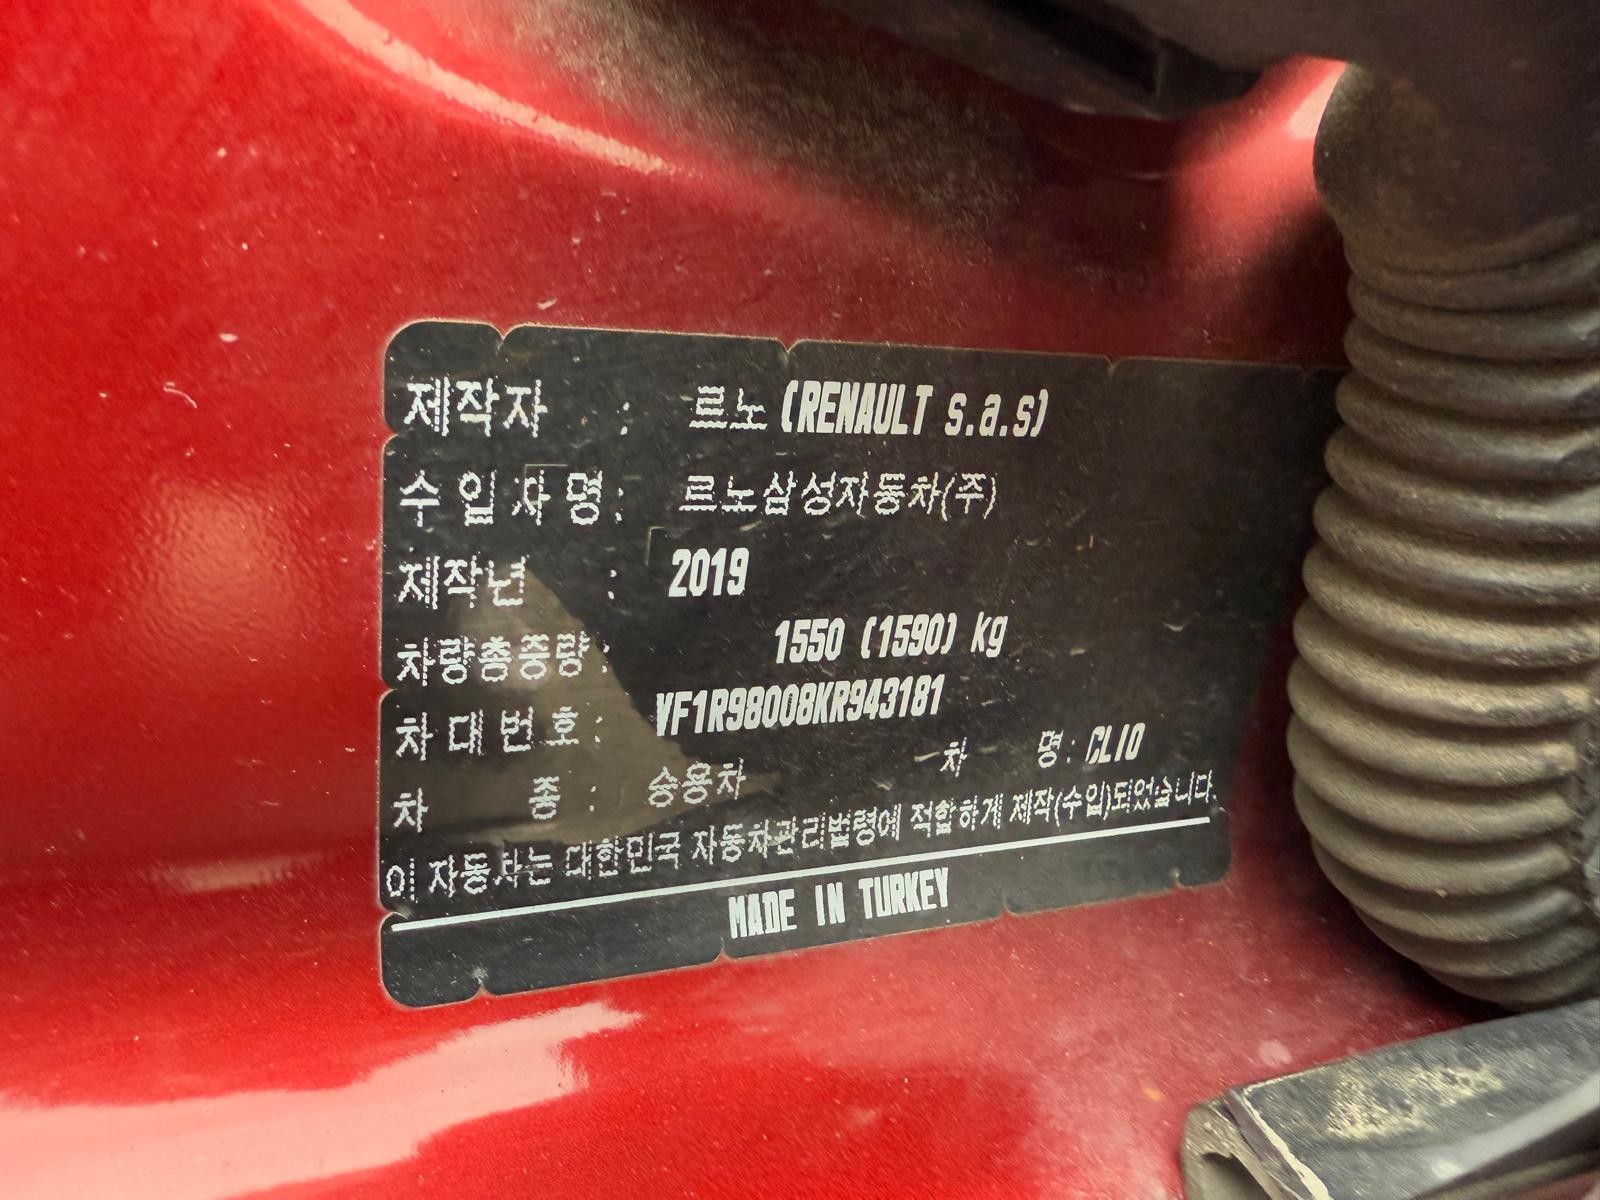 제작자 : 르노 (RENAULT s.a.s)
수입자명 : 르노삼성자동차(주)
제작년 : 2019
차량총중량 : 1550 (1590) kg
차대번호 : VF1R98008KR943181
차 종 : 승용차 차 명 : CLIO
이 자동차는 대한민국 자동차관리법령에 적합하게 제작(수입)되었습니다.
MADE IN TURKEY